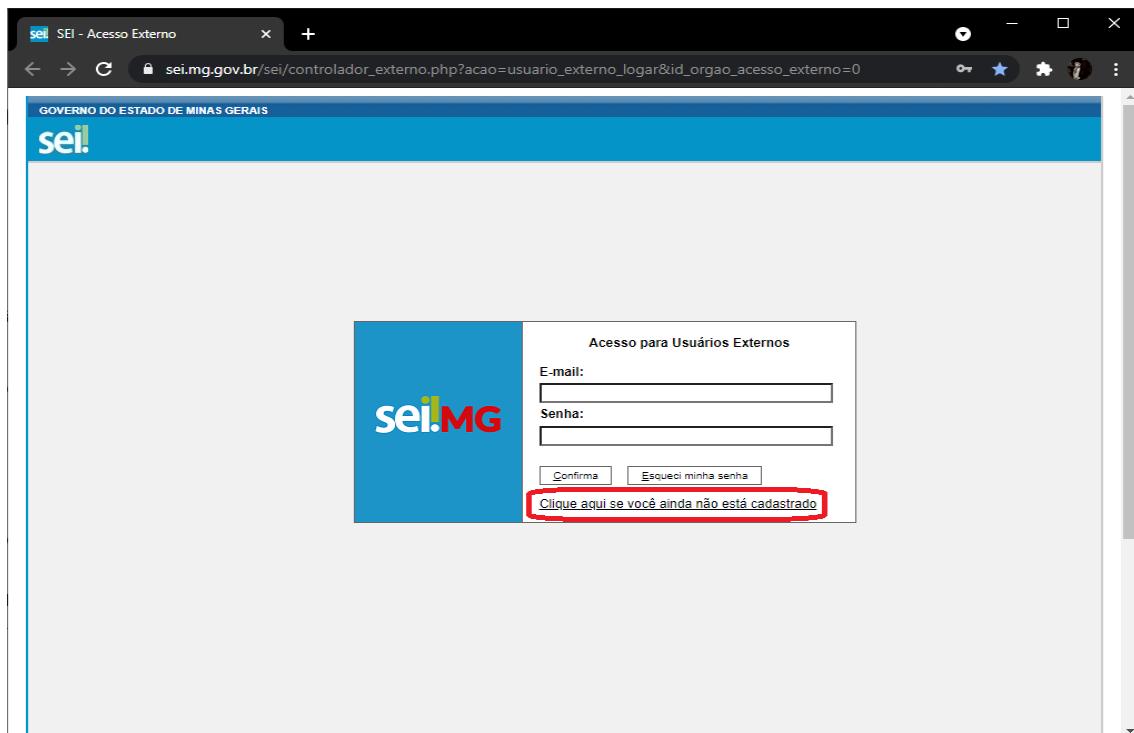 sei! SEI - Acesso Externo
sei.mg.gov.br/sei/controlador_externo.php?acao=usuario_externo_logar&id_orgao_acesso_externo=0
GOVERNO DO ESTADO DE MINAS GERAIS
sei!
Acesso para Usuários Externos
E-mail:
Senha:
sei!MG
Confirma Esqueci minha senha
Clique aqui se você ainda não está cadastrado